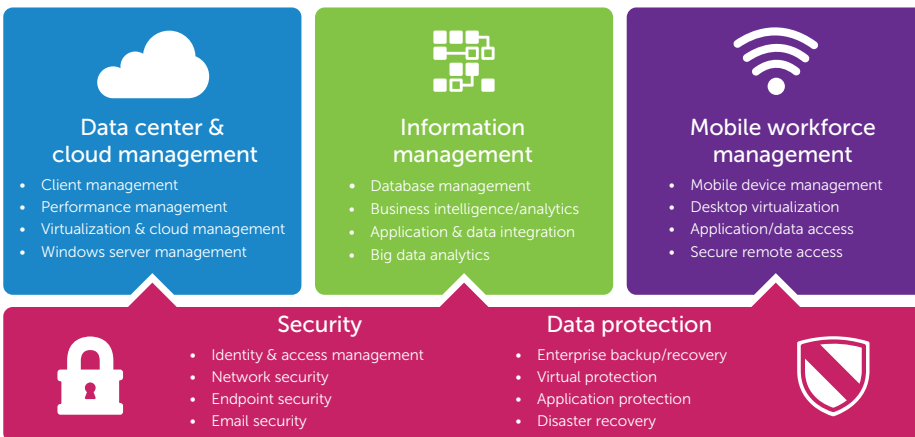 Data center &
cloud management
• Client management
• Performance management
• Virtualization & cloud management
• Windows server management
Information
management
• Database management
• Business intelligence/analytics
• Application & data integration
• Big data analytics
Mobile workforce
management
• Mobile device management
• Desktop virtualization
• Application/data access
• Secure remote access
Security
• Identity & access management
• Network security
• Endpoint security
• Email security
Data protection
• Enterprise backup/recovery
• Virtual protection
• Application protection
• Disaster recovery